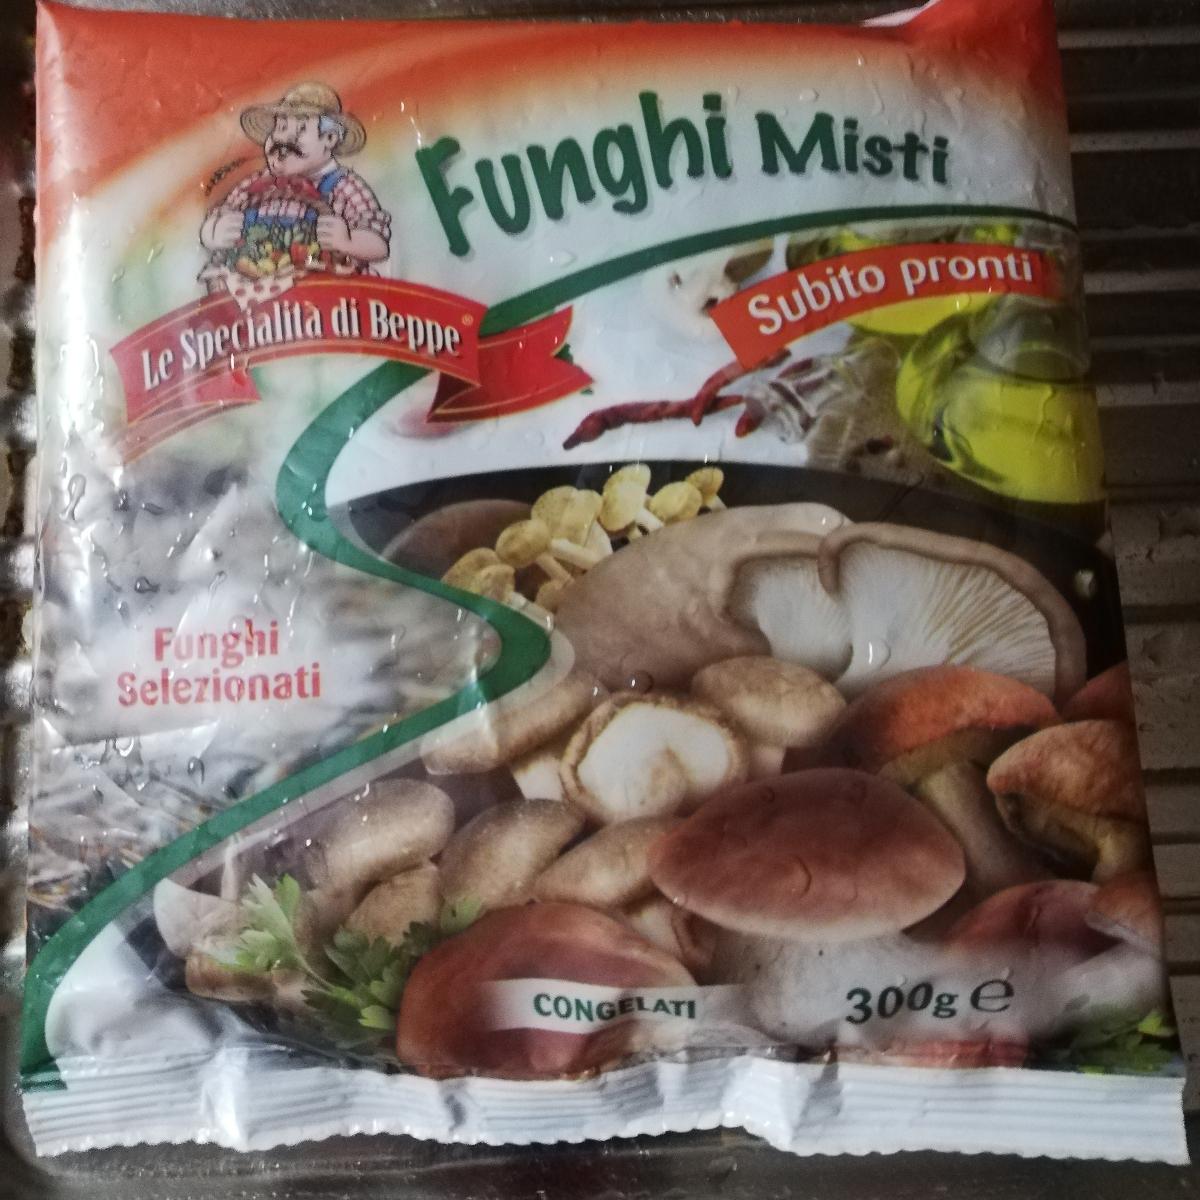 Funghi Misti
Subito pronti
Le Specialità di Beppe®
Funghi
Selezionati
CONGELATI
300g e